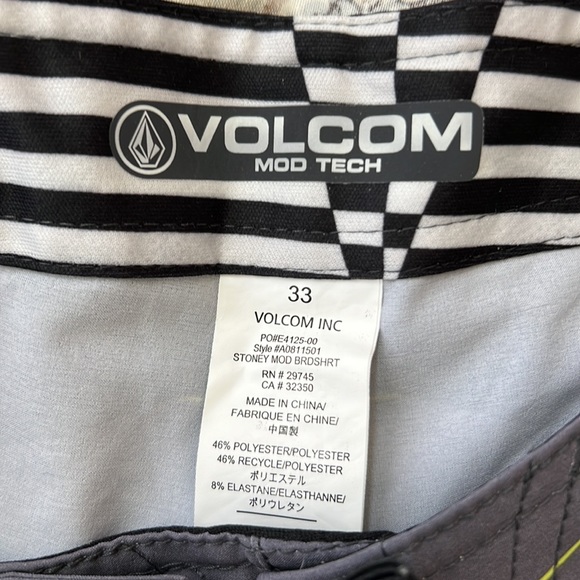 VOLCOM
MOD TECH
33
VOLCOM INC
PO#E4125-00
Style #A0811501
STONEY MOD BRDSHRT
RN # 29745
CA # 32350
MADE IN CHINA/
FABRIQUE EN CHINE/
中国製
46% POLYESTER/POLYESTER
46% RECYCLE/POLYESTER
ポリエステル
8% ELASTANE/ELASTHANNE/
ポリウレタン